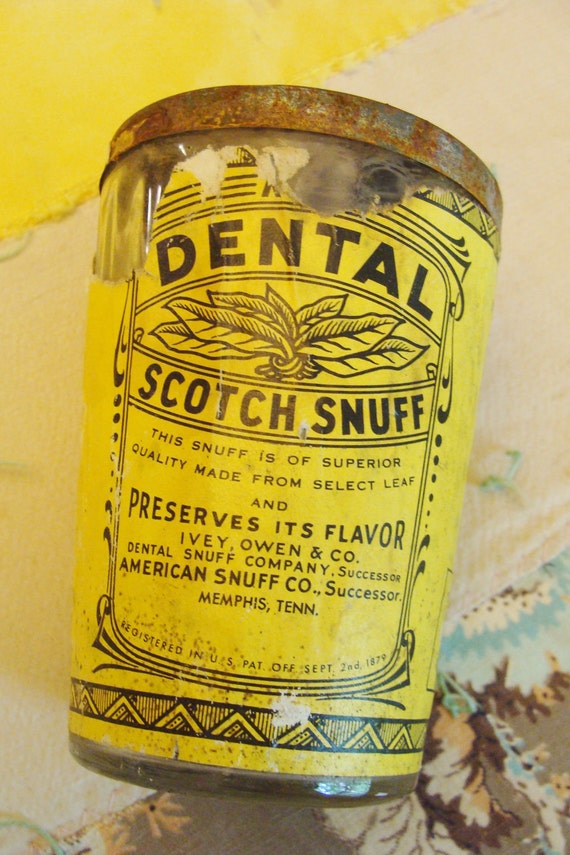 DENTAL
SCOTCH SNUFF
THIS SNUFF IS OF SUPERIOR
QUALITY MADE FROM SELECT LEAF
AND
PRESERVES ITS FLAVOR
IVEY, OWEN & CO.
DENTAL SNUFF COMPANY, Successor
AMERICAN SNUFF CO., Successor.
MEMPHIS, TENN.
REGISTERED IN U.S. PAT. OFF. SEPT. 2nd, 1879